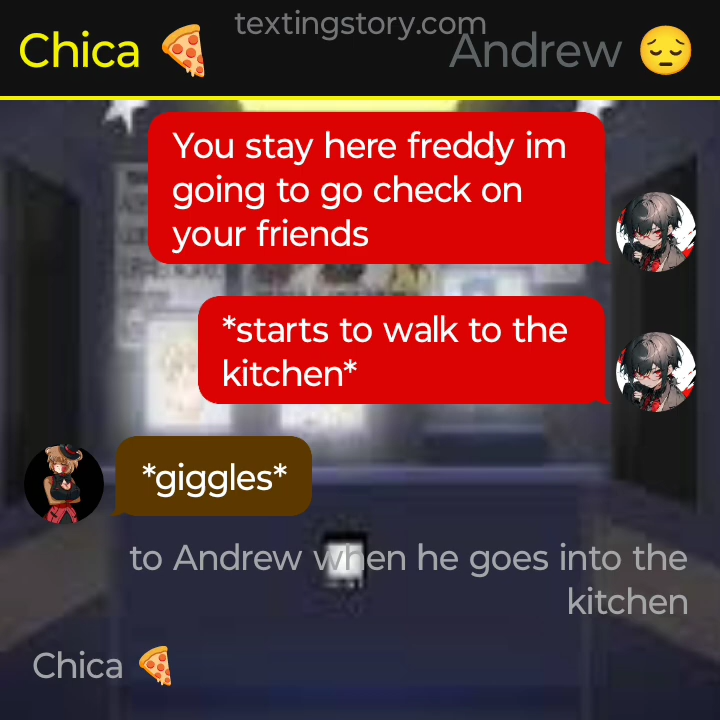 textingstory.com
Chica 🍕
Andrew 😔
You stay here freddy im
going to go check on
your friends
*starts to walk to the
kitchen*
*giggles*
to Andrew when he goes into the
kitchen
Chica 🍕